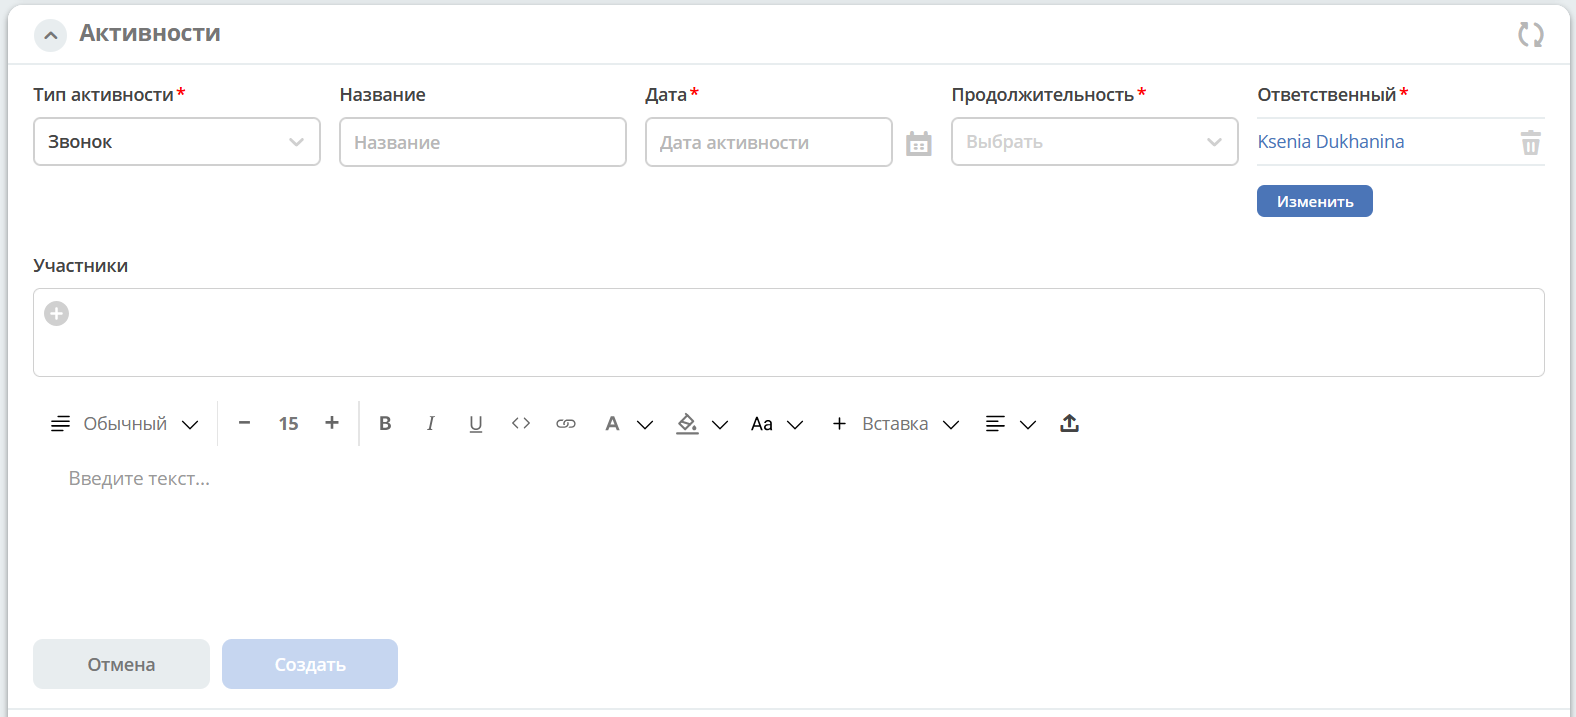 Активности
Тип активности* Название Дата* Продолжительность* Ответственный*
Звонок Название Дата активности Выбрать Ksenia Dukhanina
Изменить
Участники
Обычный − 15 + B I U <> A Aa + Вставка
Введите текст...
Отмена Создать